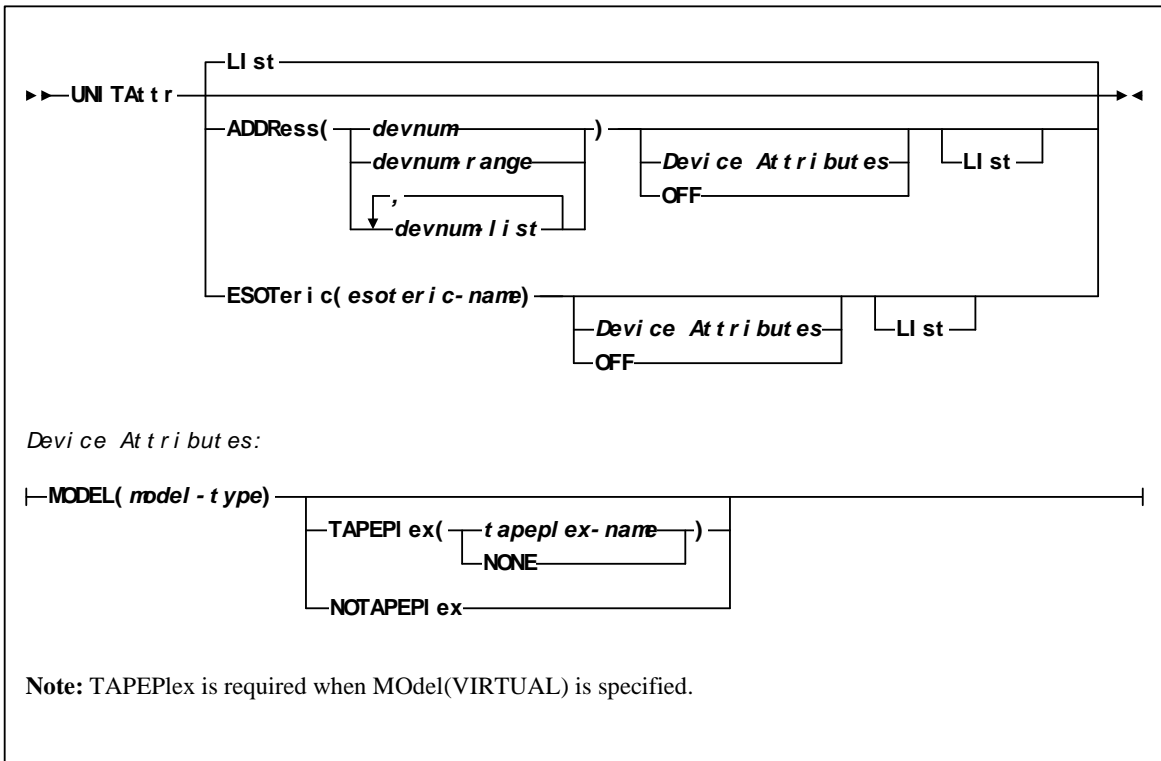 LIst
UNITAttr
ADDRess( devnum ) Device Attributes LIst
devnum-range OFF
,
devnum-list
ESOTeric(esoteric-name) Device Attributes LIst
OFF
Device Attributes:
MODEL(model-type)
TAPEPlex( tapeplex-name )
NONE
NOTAPEPlex
Note: TAPEPlex is required when MOdel(VIRTUAL) is specified.